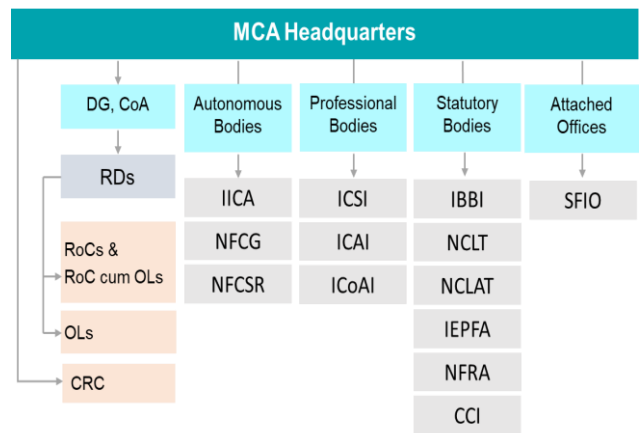 MCA Headquarters
DG, CoA
RDs
RoCs &
RoC cum OLs
OLs
CRC
Autonomous
Bodies
IICA
NFCG
NFCSR
Professional
Bodies
ICSI
ICAI
ICoAI
Statutory
Bodies
IBBI
NCLT
NCLAT
IEPFA
NFRA
CCI
Attached
Offices
SFIO